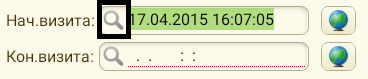 Нач.визита: 17.04.2015 16:07:05
Кон.визита: . . : :